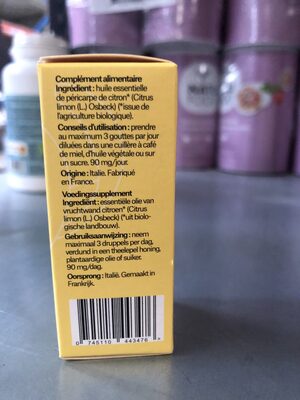 Complément alimentaire
Ingrédient : huile essentielle
de péricarpe de citron* (Citrus
limon (L.) Osbeck) (*issue de
l'agriculture biologique).
Conseils d'utilisation : prendre
au maximum 3 gouttes par jour
diluées dans une cuillère à café
de miel, d'huile végétale ou sur
un sucre. 90 mg/jour.
Origine : Italie. Fabriqué
en France.
Voedingssupplement
Ingrediënt : essentiële olie van
vruchtwand citroen* (Citrus
limon (L.) Osbeck) (*uit biolo-
gische landbouw).
Gebruiksaanwijzing : neem
maximaal 3 druppels per dag,
verdund in een theelepel honing,
plantaardige olie of suiker.
90 mg/dag.
Oorsprong : Italië. Gemaakt in
Frankrijk.
0 745110 443476 >